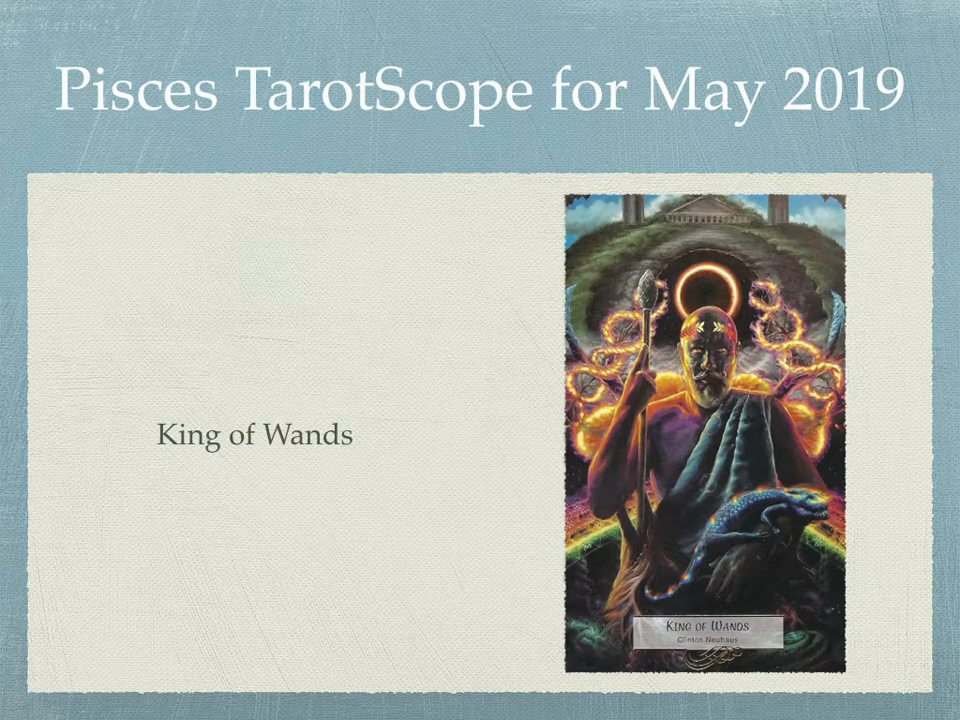 Pisces TarotScope for May 2019
King of Wands
King of Wands
Clinton Neuhaus